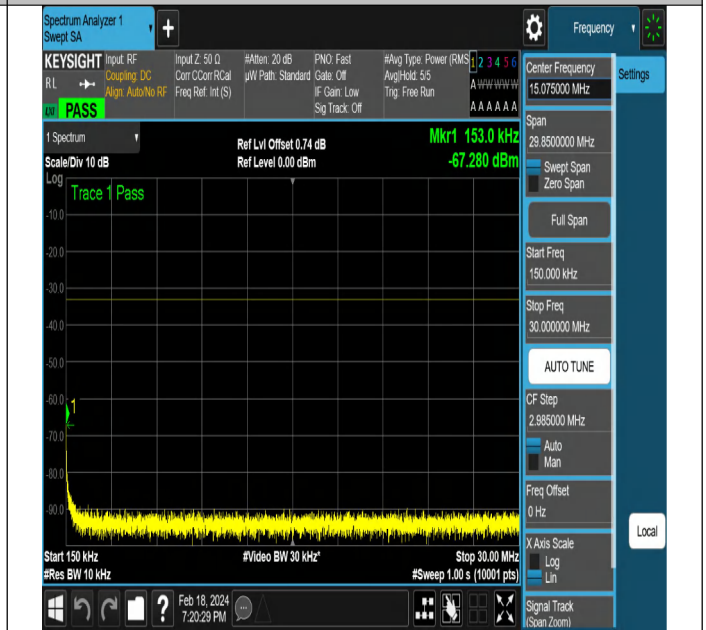 Spectrum Analyzer 1
Swept SA
+
Frequency
KEYSIGHT
RL
PASS
Input: RF
Coupling: DC
Align: Auto/No RF
Input Z: 50 Ω
Corr CCorr RCal
Freq Ref: Int (S)
#Atten: 20 dB
µW Path: Standard
PNO: Fast
Gate: Off
IF Gain: Low
Sig Track: Off
#Avg Type: Power (RMS
Avg|Hold: 5/5
Trig: Free Run
1 2 3 4 5 6
A W W W W W
A A A A A A
Center Frequency
15.075000 MHz
Settings
Span
29.8500000 MHz
Swept Span
Zero Span
Full Span
Start Freq
150.000 kHz
Stop Freq
30.000000 MHz
AUTO TUNE
CF Step
2.985000 MHz
Auto
Man
Freq Offset
0 Hz
X Axis Scale
Log
Lin
Signal Track
(Span Zoom)
Local
1 Spectrum
Scale/Div 10 dB
Ref Lvl Offset 0.74 dB
Ref Level 0.00 dBm
Mkr1 153.0 kHz
-67.280 dBm
Log
Trace 1 Pass
-10.0
-20.0
-30.0
-40.0
-50.0
-60.0
1
-70.0
-80.0
-90.0
Start 150 kHz
#Res BW 10 kHz
#Video BW 30 kHz*
Stop 30.00 MHz
#Sweep 1.00 s (10001 pts)
?
Feb 18, 2024
7:20:29 PM